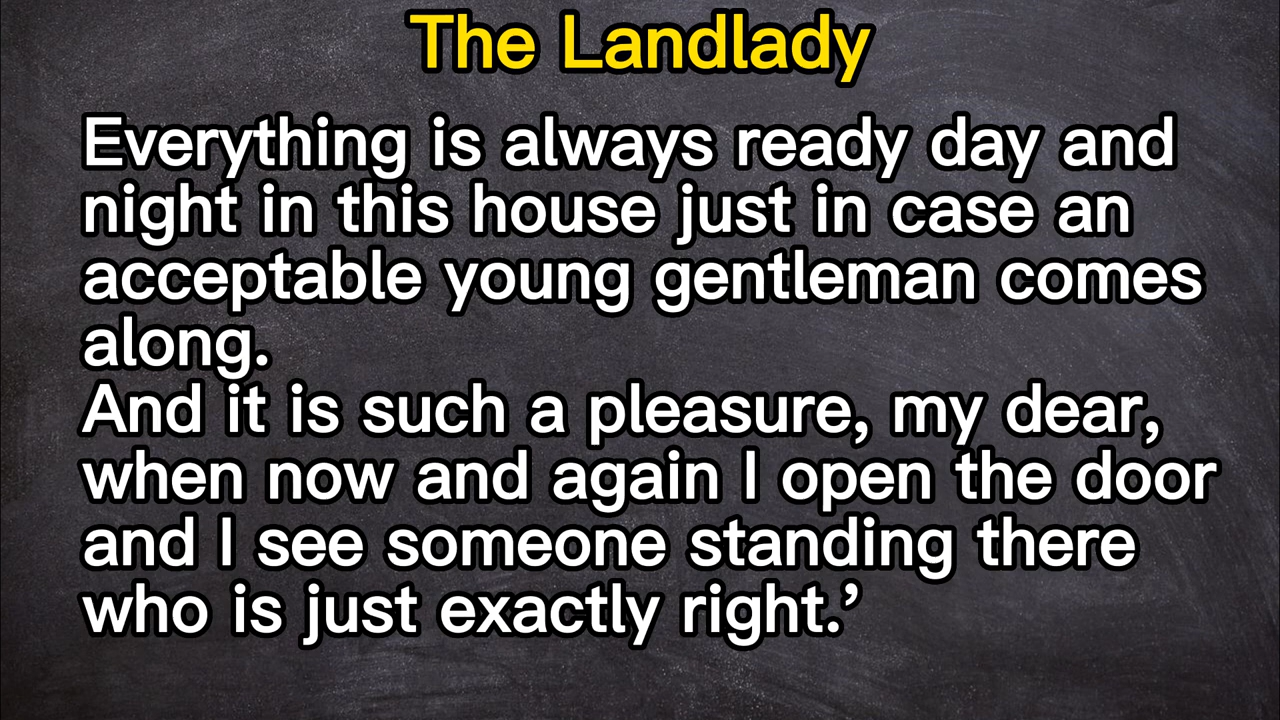 The Landlady
Everything is always ready day and
night in this house just in case an
acceptable young gentleman comes
along.
And it is such a pleasure, my dear,
when now and again I open the door
and I see someone standing there
who is just exactly right.’